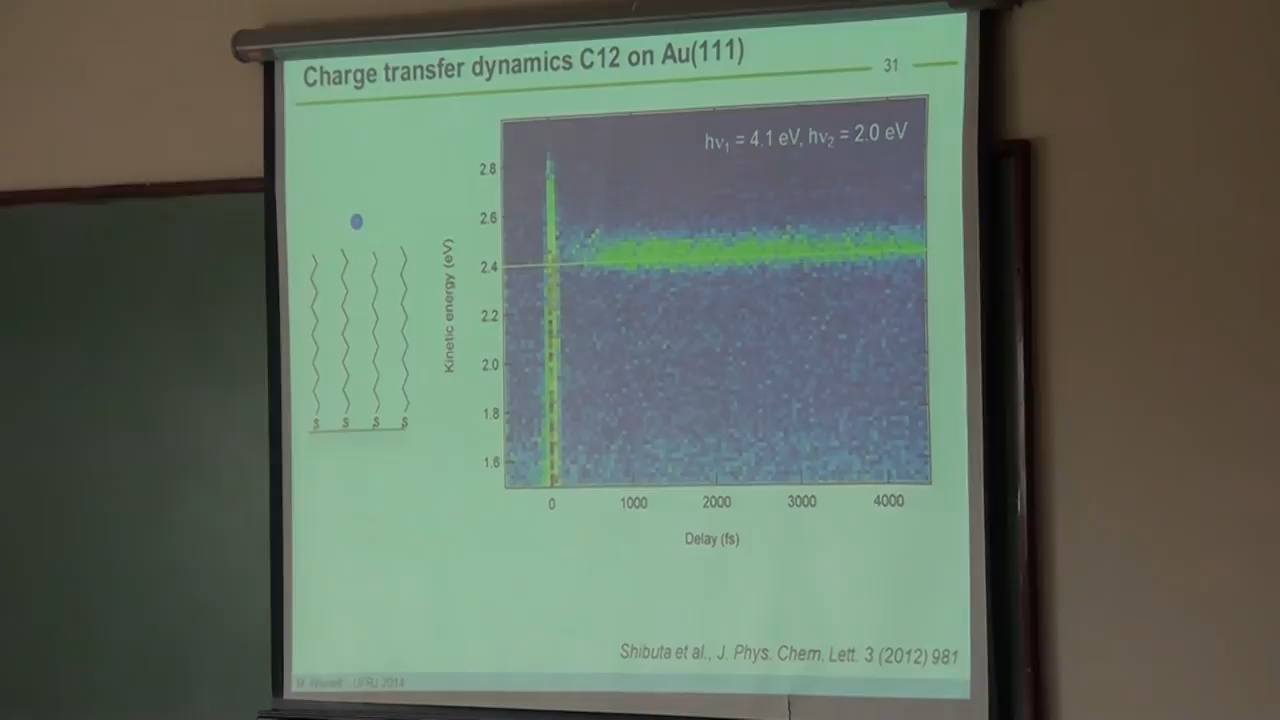 Charge transfer dynamics C12 on Au(111)
31
hν₁ = 4.1 eV, hν₂ = 2.0 eV
Kinetic energy (eV)
2.8
2.6
2.4
2.2
2.0
1.8
1.6
0 1000 2000 3000 4000
Delay (fs)
S S S S
Shibuta et al., J. Phys. Chem. Lett. 3 (2012) 981
UFRJ 2014